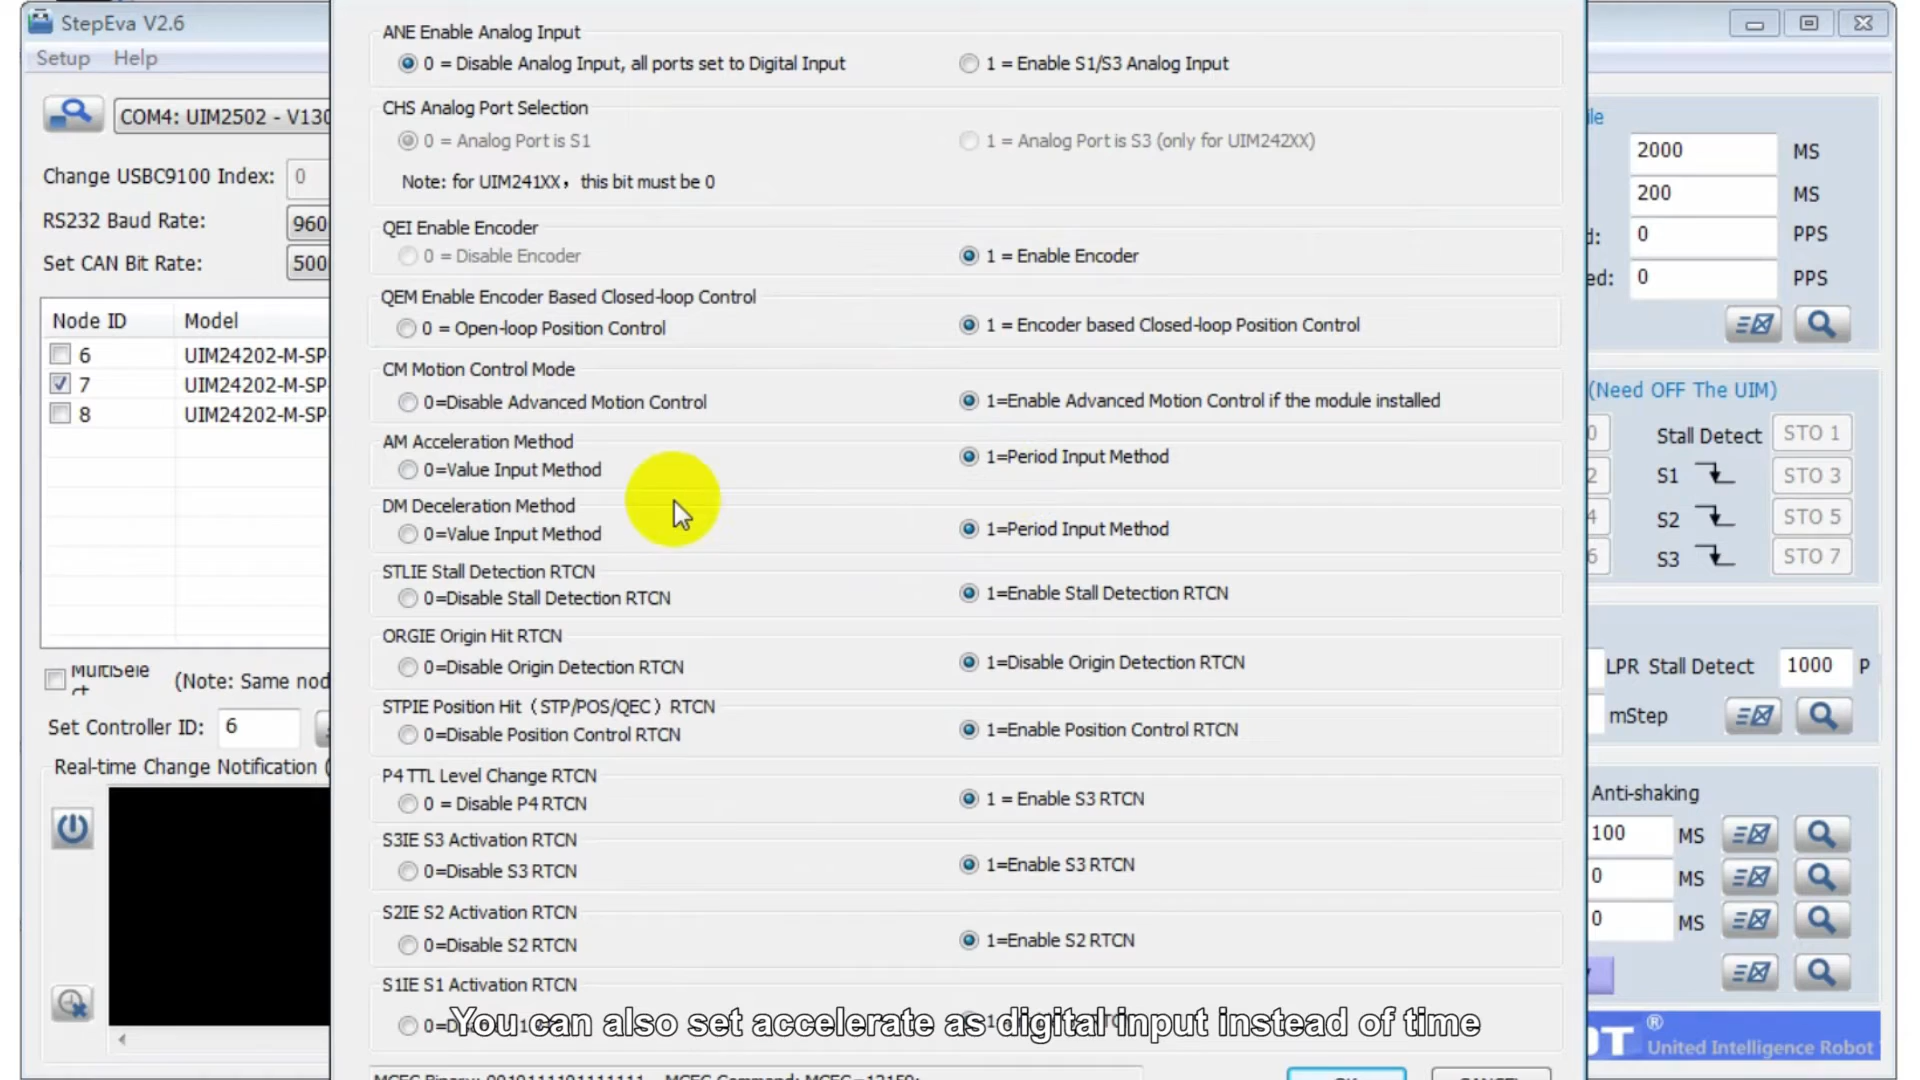 StepEva V2.6
Setup Help
COM4: UIM2502 - V130
Change USBC9100 Index: 0
RS232 Baud Rate: 960
Set CAN Bit Rate: 500
Node ID Model
6 UIM24202-M-SP
7 UIM24202-M-SP
8 UIM24202-M-SP
MultiSele
ct
(Note: Same nod
Set Controller ID: 6
Real-time Change Notification (
ANE Enable Analog Input
0 = Disable Analog Input, all ports set to Digital Input 1 = Enable S1/S3 Analog Input
CHS Analog Port Selection
0 = Analog Port is S1 1 = Analog Port is S3 (only for UIM242XX)
Note: for UIM241XX，this bit must be 0
QEI Enable Encoder
0 = Disable Encoder 1 = Enable Encoder
QEM Enable Encoder Based Closed-loop Control
0 = Open-loop Position Control 1 = Encoder based Closed-loop Position Control
CM Motion Control Mode
0=Disable Advanced Motion Control 1=Enable Advanced Motion Control if the module installed
AM Acceleration Method
0=Value Input Method 1=Period Input Method
DM Deceleration Method
0=Value Input Method 1=Period Input Method
STLIE Stall Detection RTCN
0=Disable Stall Detection RTCN 1=Enable Stall Detection RTCN
ORGIE Origin Hit RTCN
0=Disable Origin Detection RTCN 1=Disable Origin Detection RTCN
STPIE Position Hit（STP/POS/QEC）RTCN
0=Disable Position Control RTCN 1=Enable Position Control RTCN
P4 TTL Level Change RTCN
0 = Disable P4 RTCN 1 = Enable S3 RTCN
S3IE S3 Activation RTCN
0=Disable S3 RTCN 1=Enable S3 RTCN
S2IE S2 Activation RTCN
0=Disable S2 RTCN 1=Enable S2 RTCN
S1IE S1 Activation RTCN
You can also set accelerate as digital input instead of time
ile
2000 MS
200 MS
d: 0 PPS
ed: 0 PPS
(Need OFF The UIM)
0 Stall Detect STO 1
2 S1 STO 3
4 S2 STO 5
6 S3 STO 7
LPR Stall Detect 1000 P
mStep
Anti-shaking
100 MS
0 MS
0 MS
OT ® United Intelligence Robot